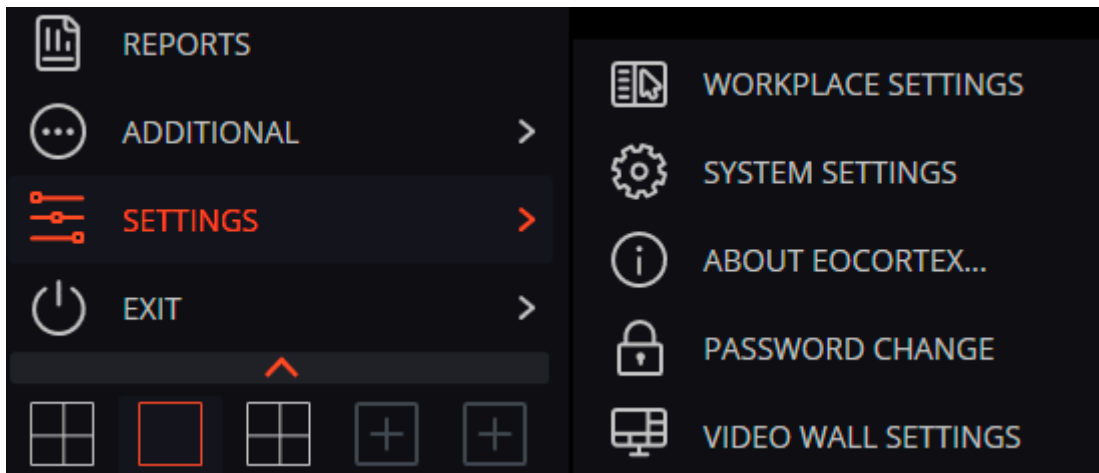 REPORTS
ADDITIONAL
SETTINGS
EXIT
WORKPLACE SETTINGS
SYSTEM SETTINGS
ABOUT EOCORTEX...
PASSWORD CHANGE
VIDEO WALL SETTINGS